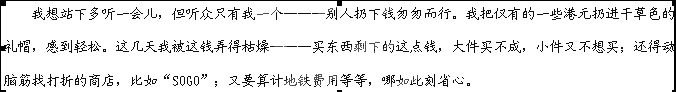 我想站下多听一会儿，但听众只有我一个———别人扔下钱匆匆而行。我把仅有的一些港元扔进干草色的
礼帽，感到轻松。这几天我被这钱弄得枯燥———买东西剩下的这点钱，大件买不成，小件又不想买；还得动
脑筋找打折的商店，比如“SOGO”；又要算计地铁费用等等，哪如此刻省心。